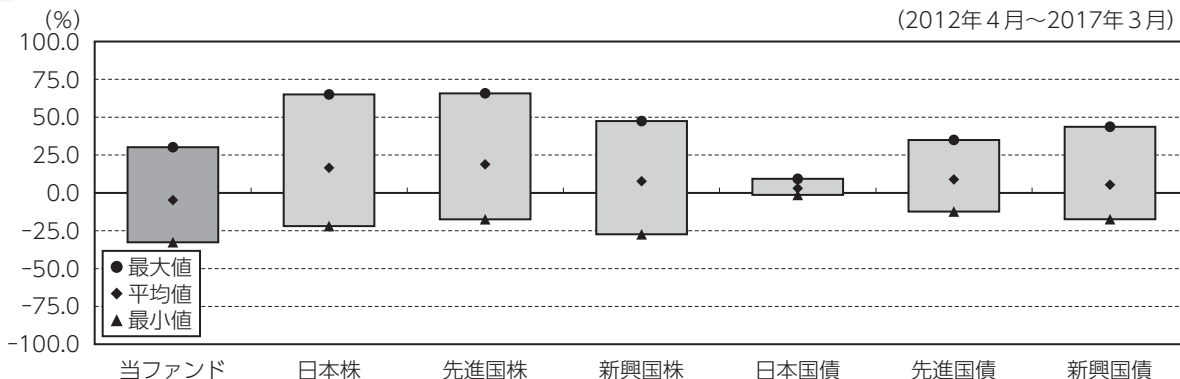 (%)
(2012年4月～2017年3月)
100.0
75.0
50.0
25.0
0.0
-25.0
-50.0
-75.0
-100.0
●最大値
◆平均値
▲最小値
当ファンド 日本株 先進国株 新興国株 日本国債 先進国債 新興国債